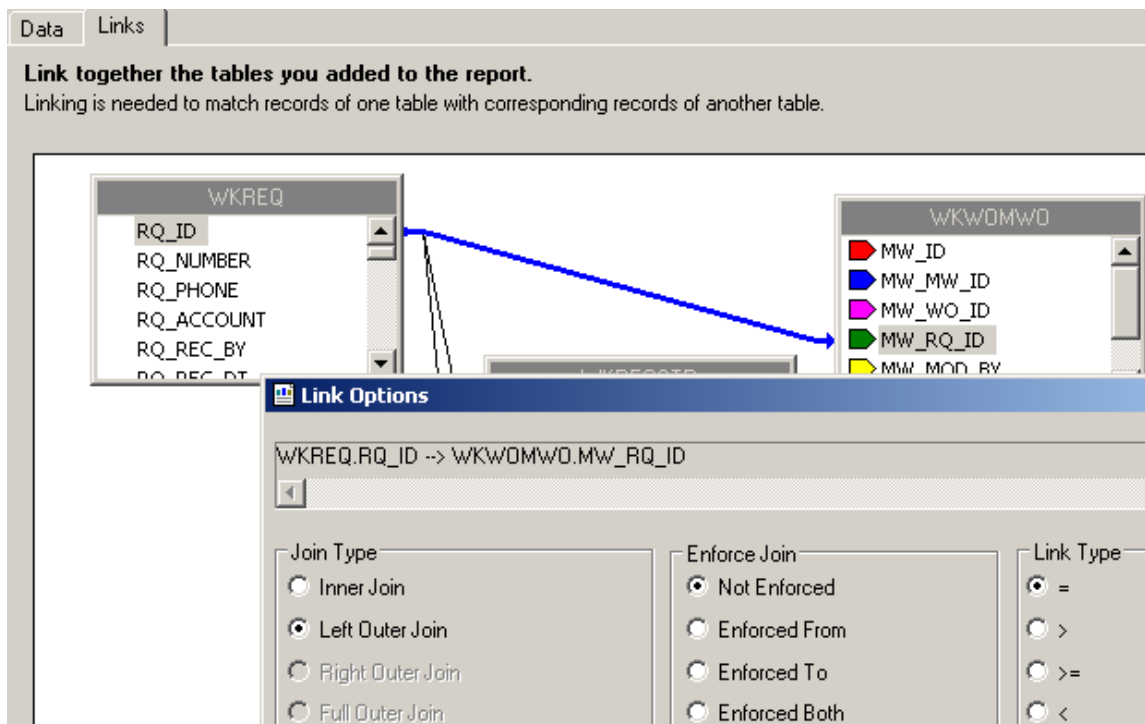 Data
Links
Link together the tables you added to the report.
Linking is needed to match records of one table with corresponding records of another table.
WKREQ
RQ_ID
RQ_NUMBER
RQ_PHONE
RQ_ACCOUNT
RQ_REC_BY
RQ_REC_DT
WKWOMWO
MW_ID
MW_MW_ID
MW_WO_ID
MW_RQ_ID
MW_MOD_BY
Link Options
WKREQ.RQ_ID --> WKWOMWO.MW_RQ_ID
Join Type
Inner Join
Left Outer Join
Right Outer Join
Full Outer Join
Enforce Join
Not Enforced
Enforced From
Enforced To
Enforced Both
Link Type
=
>
>=
<